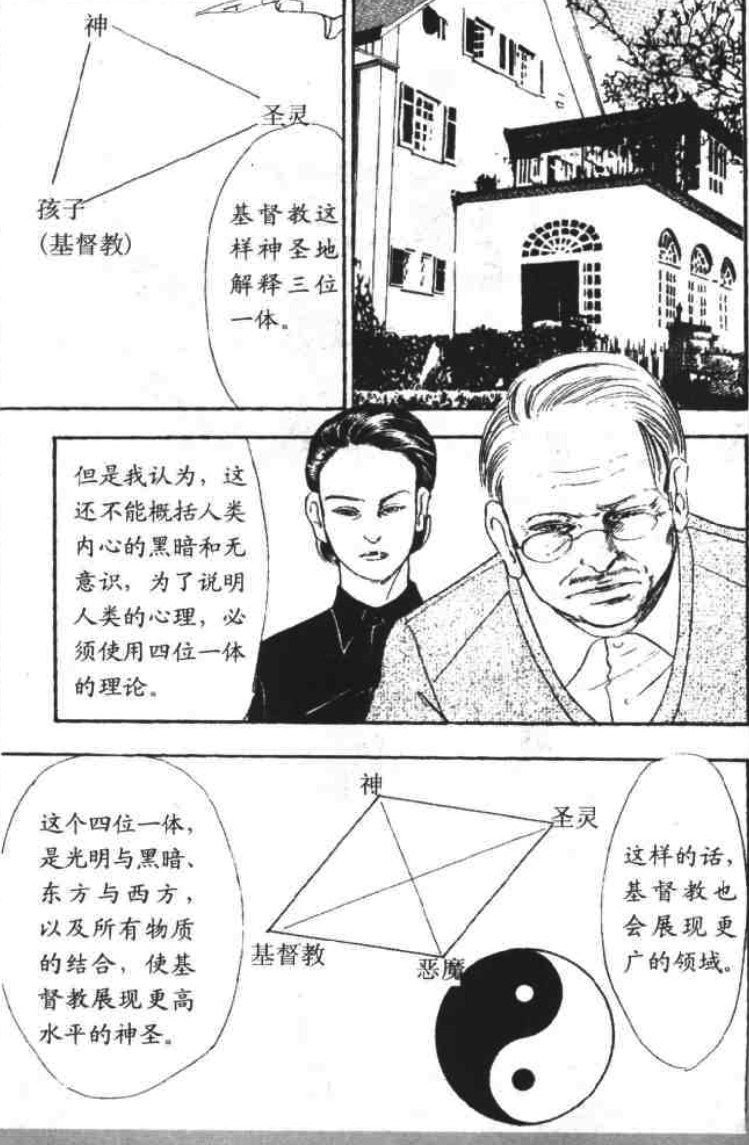 神
圣灵
孩子
(基督教)
基督教这
样神圣地
解释三位
一体。
但是我认为，这
还不能概括人类
内心的黑暗和无
意识，为了说明
人类的心理，必
须使用四位一体
的理论。
神
圣灵
基督教
恶魔
这样的话，
基督教也
会展现更
广的领域。
这个四位一体，
是光明与黑暗、
东方与西方，
以及所有物质
的结合，使基
督教展现更高
水平的神圣。